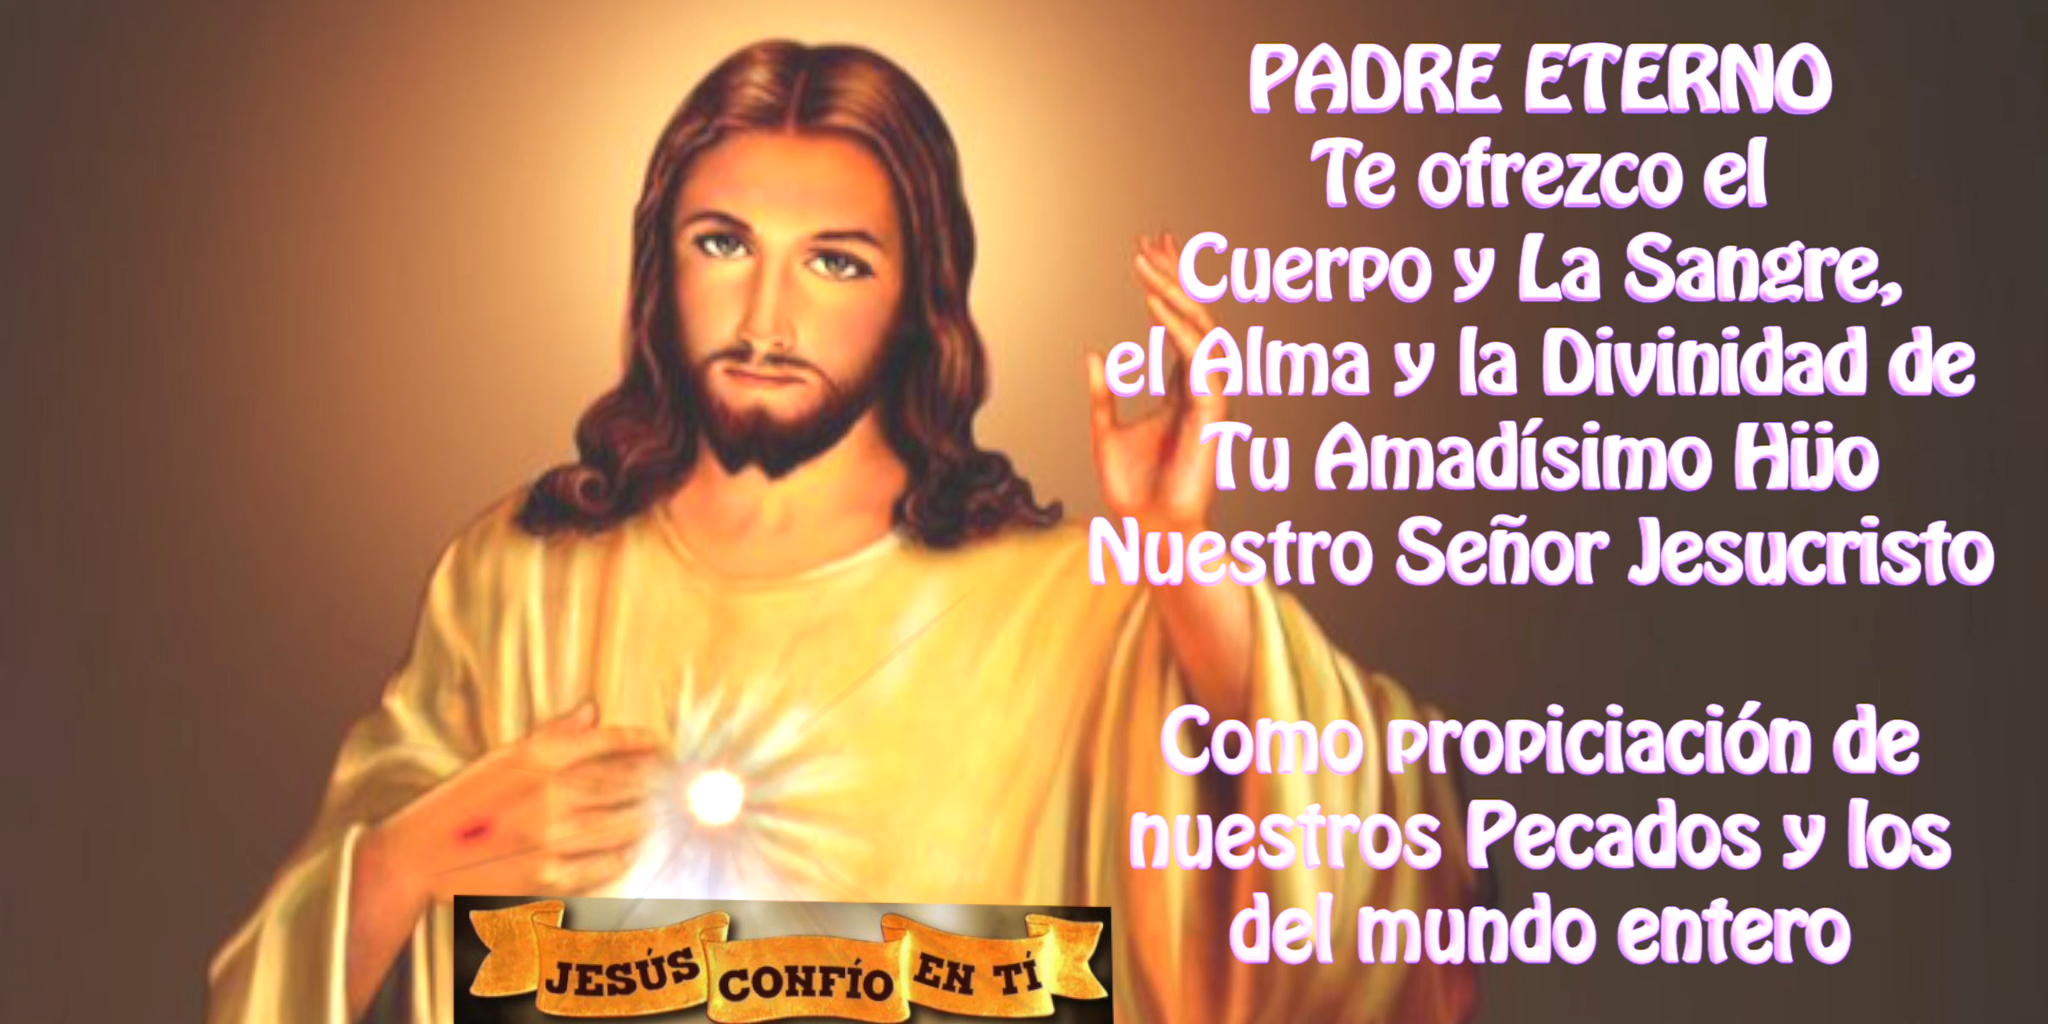 PADRE ETERNO
Te ofrezco el
Cuerpo y La Sangre,
el Alma y la Divinidad de
Tu Amadísimo Hijo
Nuestro Señor Jesucristo
Como propiciación de
nuestros Pecados y los
del mundo entero
JESÚS CONFÍO EN TÍ